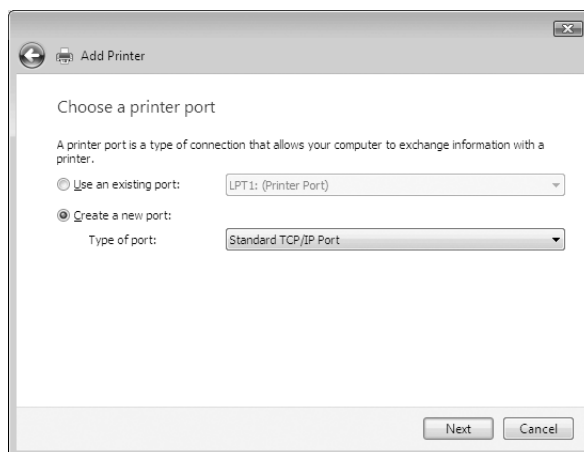 Add Printer
Choose a printer port
A printer port is a type of connection that allows your computer to exchange information with a
printer.
Use an existing port: LPT1: (Printer Port)
Create a new port:
Type of port: Standard TCP/IP Port
Next Cancel